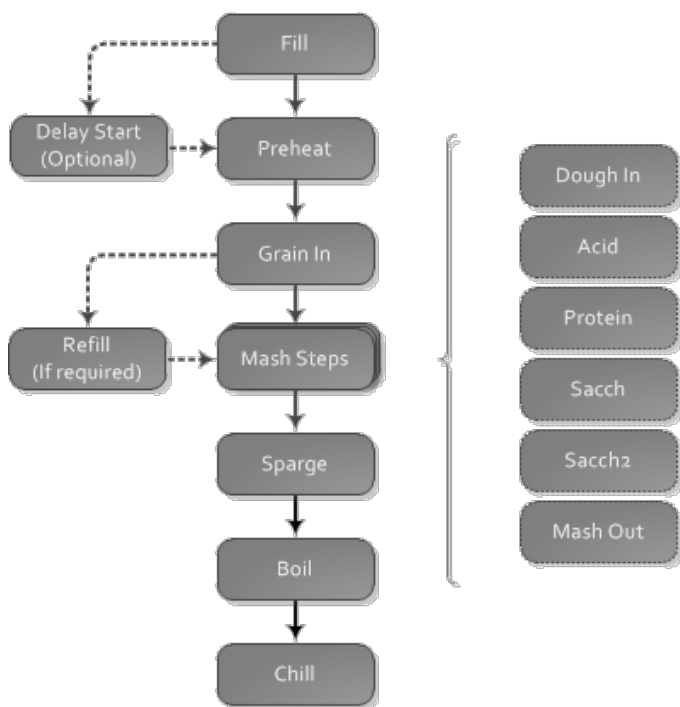 Fill
Delay Start
(Optional)
Preheat
Grain In
Refill
(If required)
Mash Steps
Sparge
Boil
Chill
Dough In
Acid
Protein
Sacch
Sacch2
Mash Out